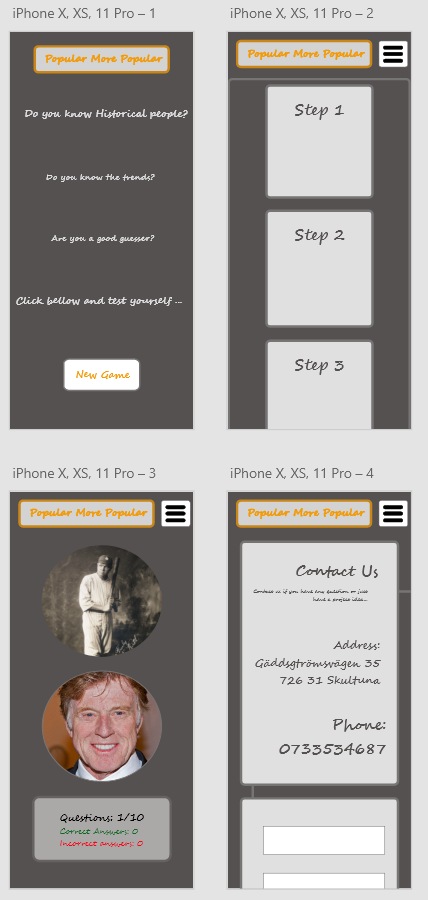 iPhone X, XS, 11 Pro – 1
Popular More Popular
Do you know Historical people?
Do you know the trends?
Are you a good guesser?
Click bellow and test yourself ...
New Game
iPhone X, XS, 11 Pro – 2
Popular More Popular
Step 1
Step 2
Step 3
iPhone X, XS, 11 Pro – 3
Popular More Popular
Questions; 1/10
Correct Answers: 0
Incorrect answers: 0
iPhone X, XS, 11 Pro – 4
Popular More Popular
Contact Us
Contact us if you have any question or just
have a project idea...
Address:
Gäddsgtrömsvägen 35
726 31 Skultuna
Phone:
0733534687